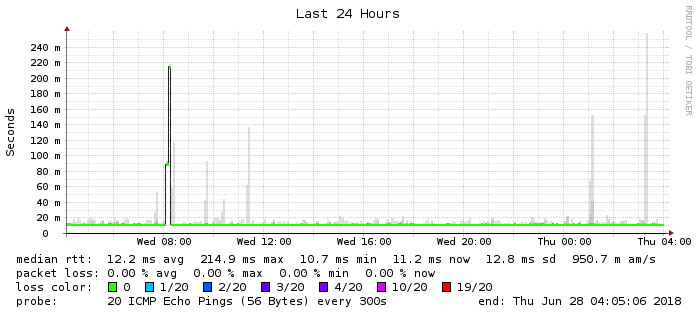 Last 24 Hours
RRDTOOL / TOBI OETIKER
Seconds
240 m
220 m
200 m
180 m
160 m
140 m
120 m
100 m
80 m
60 m
40 m
20 m
0
Wed 08:00 Wed 12:00 Wed 16:00 Wed 20:00 Thu 00:00 Thu 04:00
median rtt: 12.2 ms avg 214.9 ms max 10.7 ms min 11.2 ms now 12.8 ms sd 950.7 m am/s
packet loss: 0.00 % avg 0.00 % max 0.00 % min 0.00 % now
loss color: 0 1/20 2/20 3/20 4/20 10/20 19/20
probe: 20 ICMP Echo Pings (56 Bytes) every 300s end: Thu Jun 28 04:05:06 2018